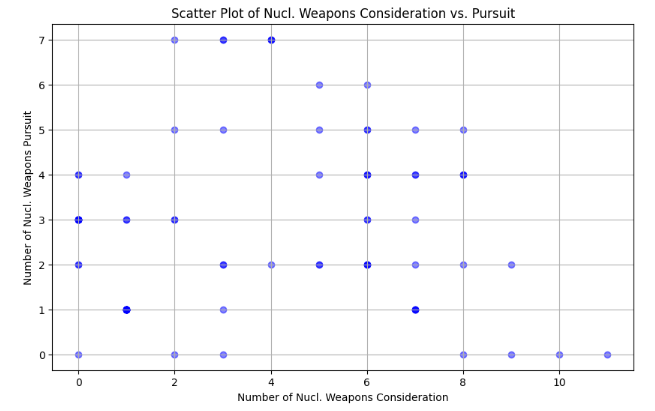 Scatter Plot of Nucl. Weapons Consideration vs. Pursuit
7
6
5
4
3
2
1
0
Number of Nucl. Weapons Pursuit
0 2 4 6 8 10
Number of Nucl. Weapons Consideration